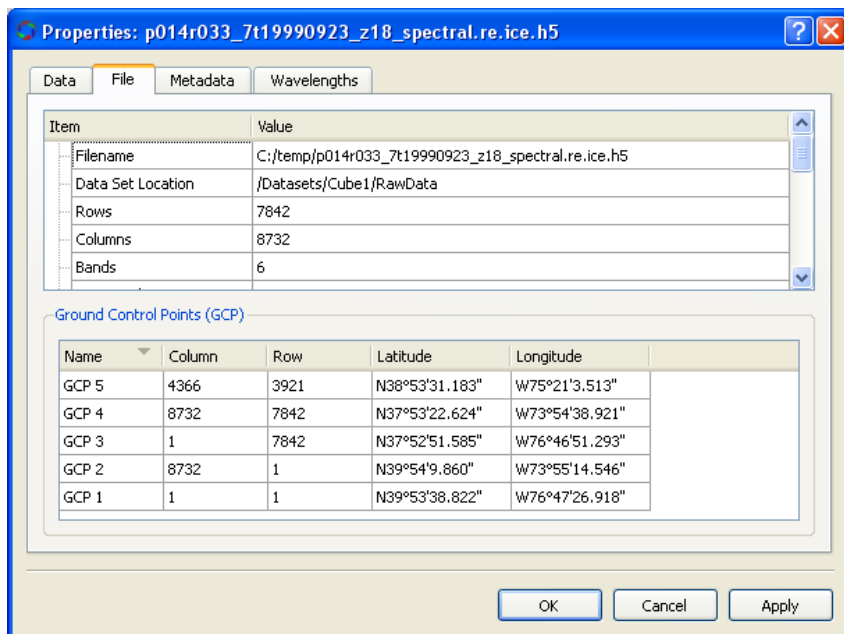 Properties: p014r033_7t19990923_z18_spectral.re.ice.h5
Data File Metadata Wavelengths
Item Value
Filename C:/temp/p014r033_7t19990923_z18_spectral.re.ice.h5
Data Set Location /Datasets/Cube1/RawData
Rows 7842
Columns 8732
Bands 6
Ground Control Points (GCP)
Name Column Row Latitude Longitude
GCP 5 4366 3921 N38°53'31.183" W75°21'3.513"
GCP 4 8732 7842 N37°53'22.624" W73°54'38.921"
GCP 3 1 7842 N37°52'51.585" W76°46'51.293"
GCP 2 8732 1 N39°54'9.860" W73°55'14.546"
GCP 1 1 1 N39°53'38.822" W76°47'26.918"
OK Cancel Apply